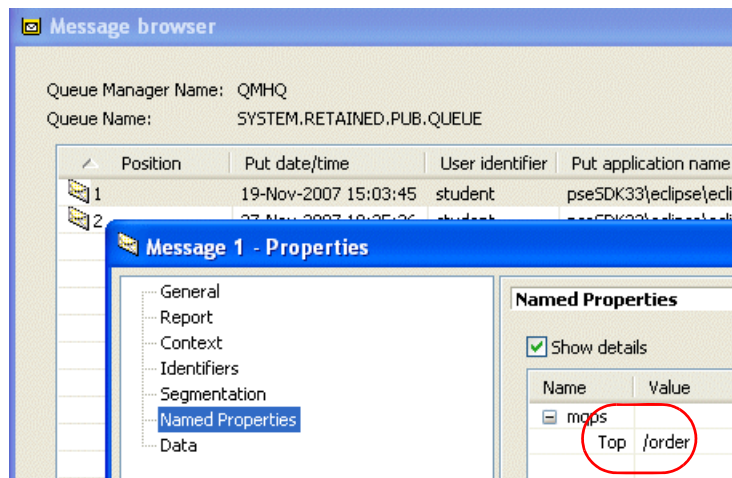 Message browser
Queue Manager Name: QMHQ
Queue Name: SYSTEM.RETAINED.PUB.QUEUE
Position Put date/time User identifier Put application name
1 19-Nov-2007 15:03:45 student pseSDK33\eclipse\ecli
2
Message 1 - Properties
General
Report
Context
Identifiers
Segmentation
Named Properties
Data
Named Properties
Show details
Name Value
mqps
Top /order